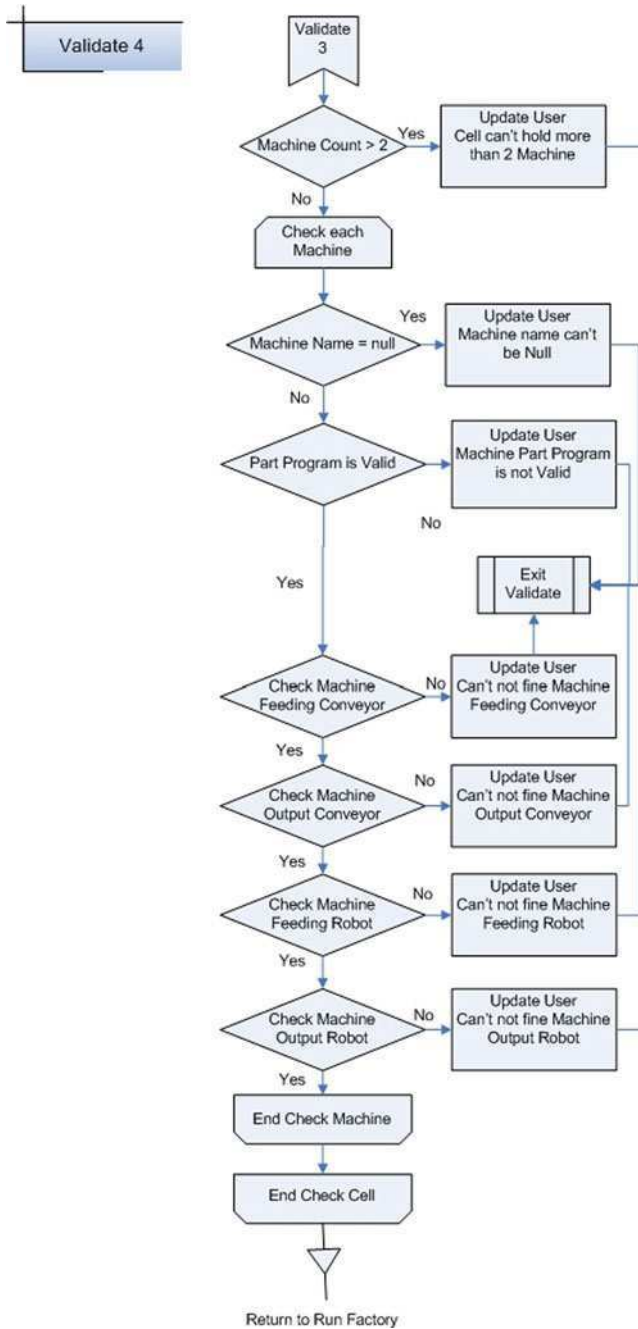 Validate 4
Validate
3
Machine Count > 2
Yes
Update User
Cell can't hold more
than 2 Machine
No
Check each
Machine
Machine Name = null
Yes
Update User
Machine name can't
be Null
No
Part Program is Valid
Update User
Machine Part Program
is not Valid
No
Yes
Exit
Validate
Check Machine
Feeding Conveyor
No
Update User
Can't not fine Machine
Feeding Conveyor
Yes
Check Machine
Output Conveyor
No
Update User
Can't not fine Machine
Output Conveyor
Yes
Check Machine
Feeding Robot
No
Update User
Can't not fine Machine
Feeding Robot
Yes
Check Machine
Output Robot
No
Update User
Can't not fine Machine
Output Robot
Yes
End Check Machine
End Check Cell
Return to Run Factory